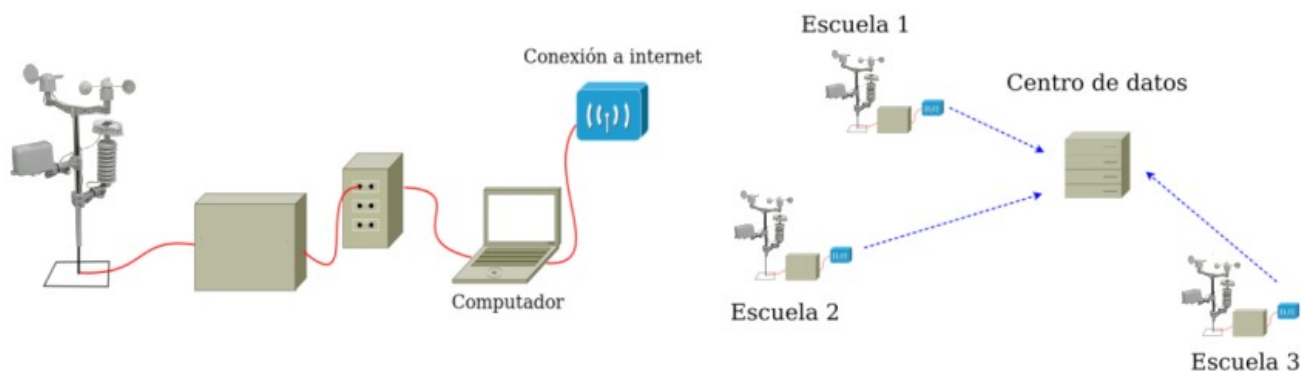 Conexión a internet
Computador
Escuela 1
Centro de datos
Escuela 2
Escuela 3